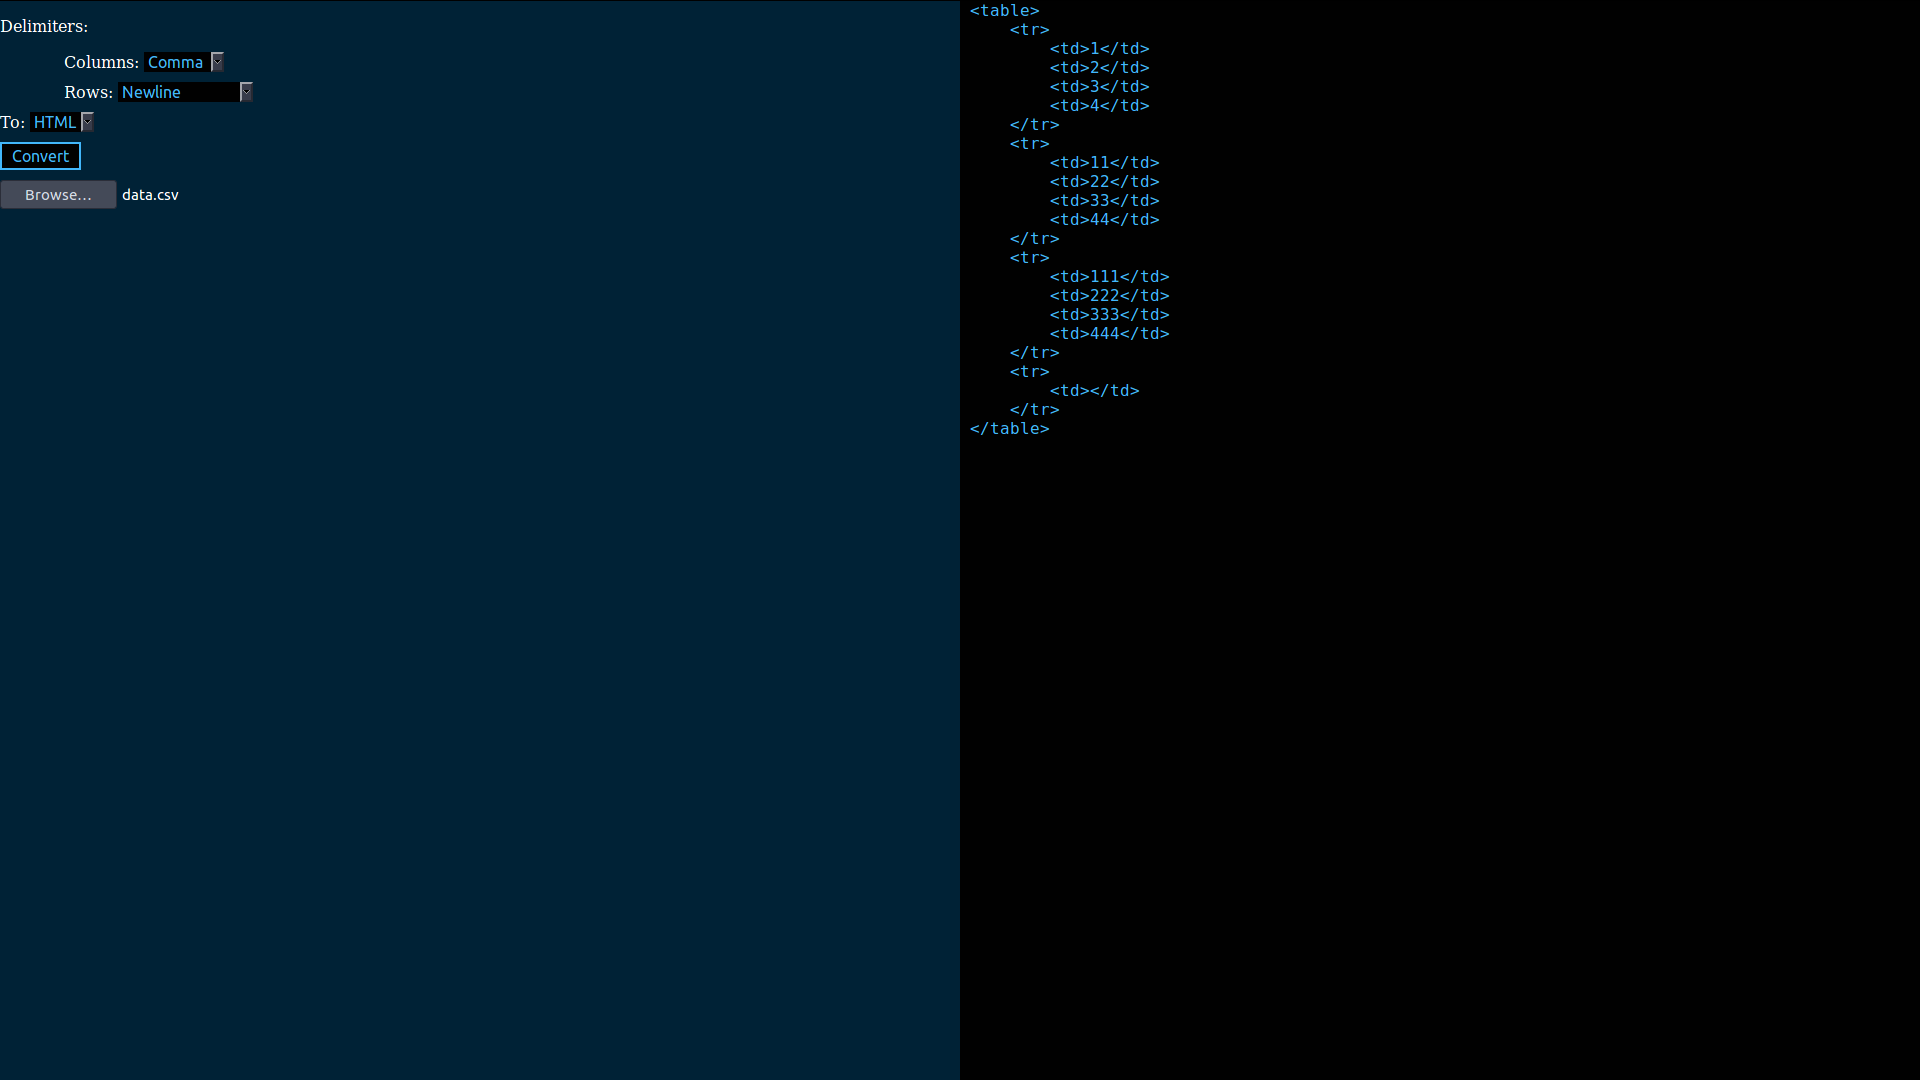 Delimiters:
Columns: Comma
Rows: Newline
To: HTML
Convert
Browse... data.csv
<table>
    <tr>
        <td>1</td>
        <td>2</td>
        <td>3</td>
        <td>4</td>
    </tr>
    <tr>
        <td>11</td>
        <td>22</td>
        <td>33</td>
        <td>44</td>
    </tr>
    <tr>
        <td>111</td>
        <td>222</td>
        <td>333</td>
        <td>444</td>
    </tr>
    <tr>
        <td></td>
    </tr>
</table>